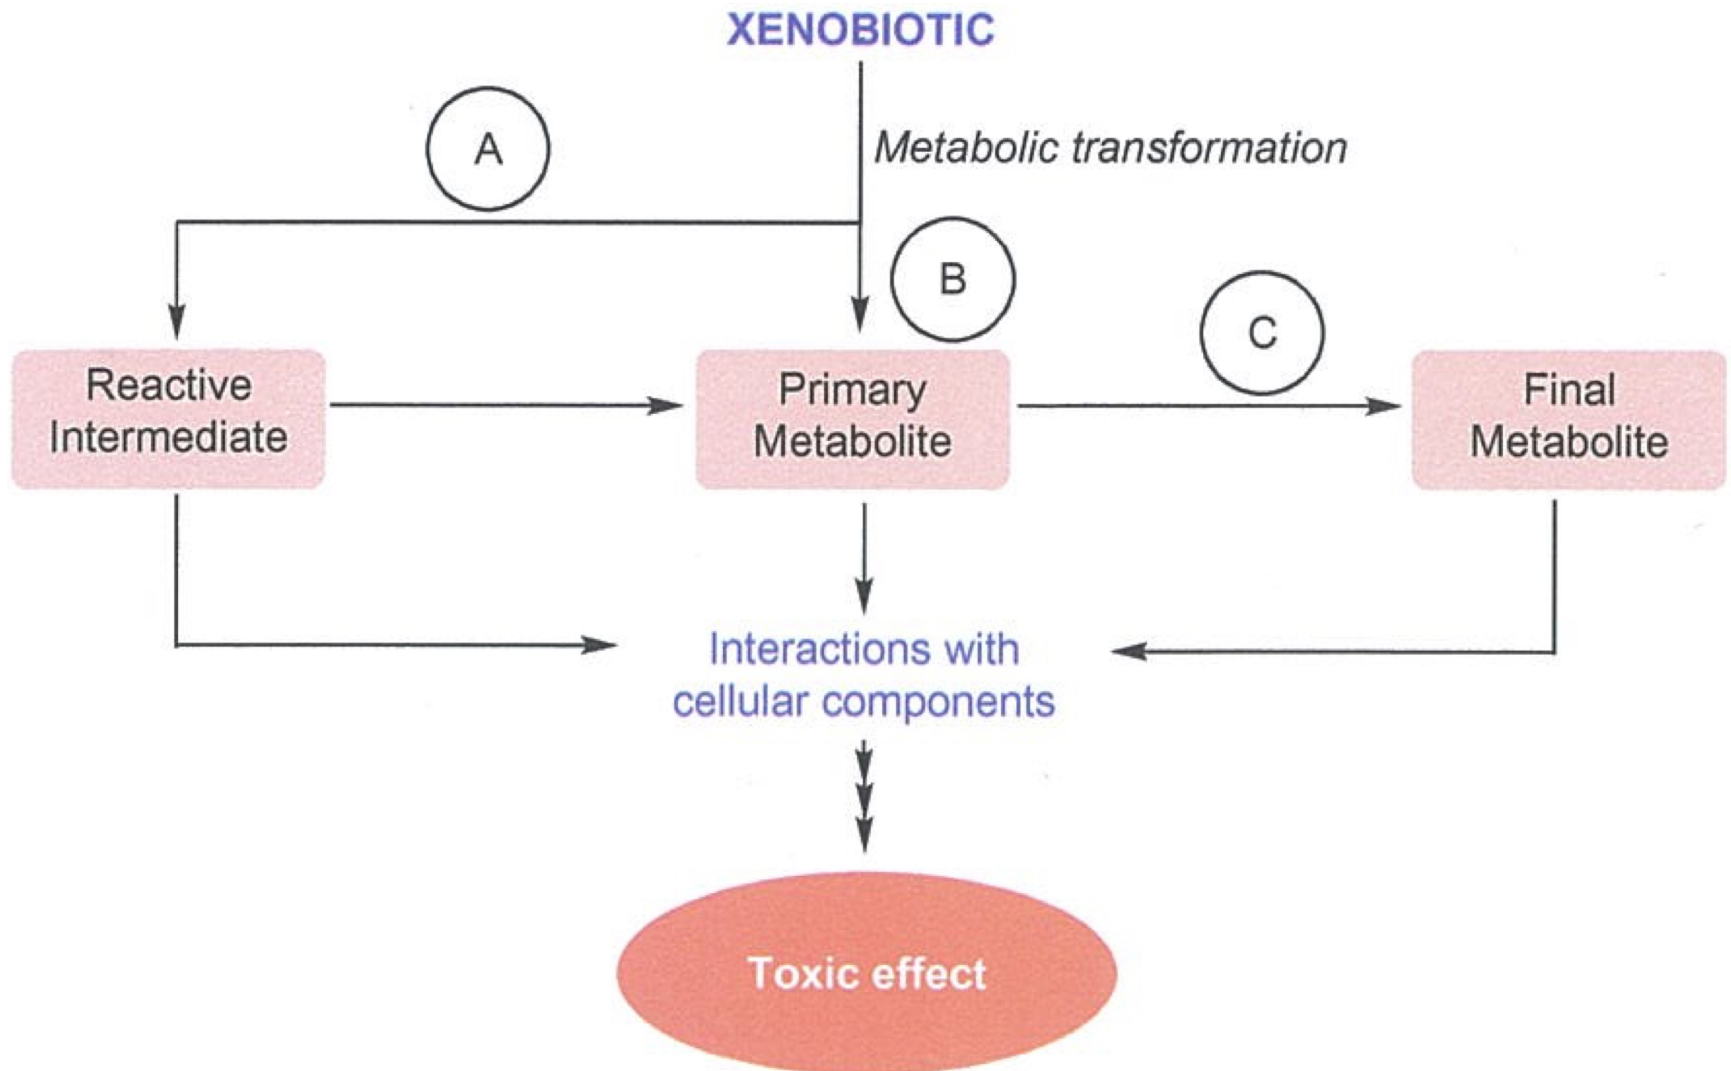 XENOBIOTIC
A
Metabolic transformation
B
C
Reactive
Intermediate
Primary
Metabolite
Final
Metabolite
Interactions with
cellular components
Toxic effect